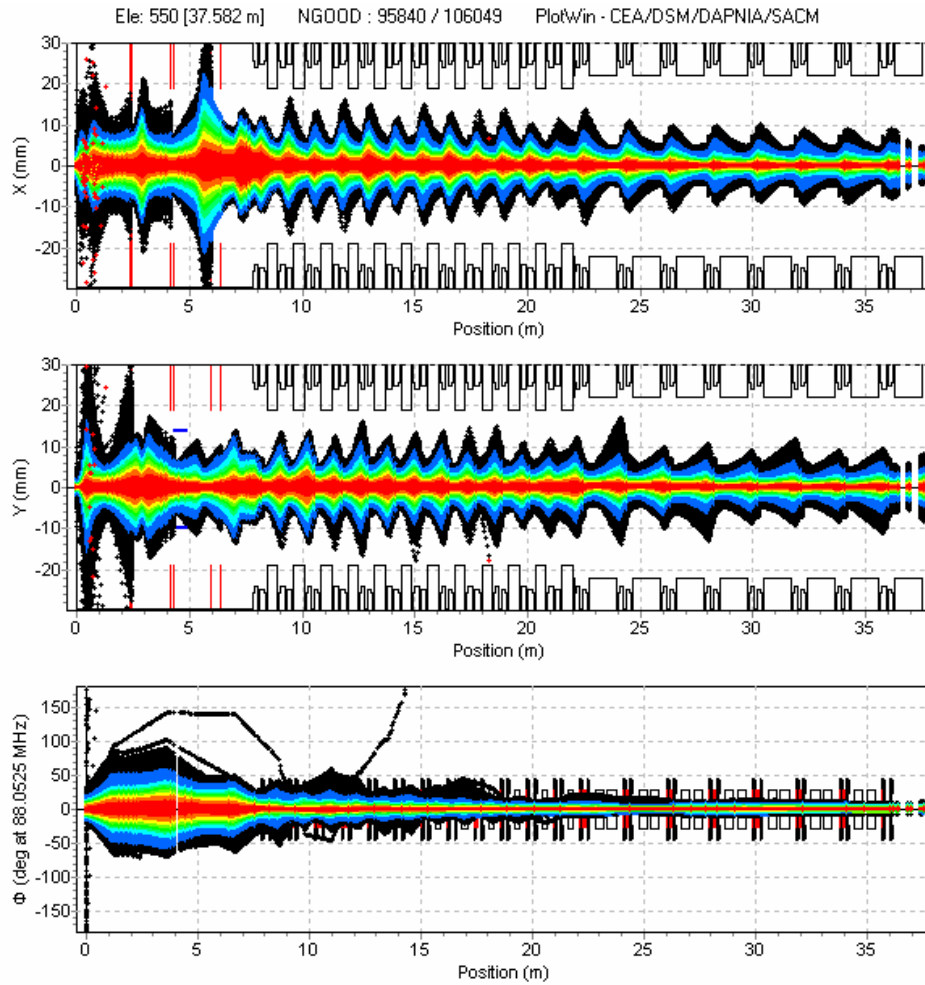 Ele: 550 [37.582 m] NGOOD : 95840 / 106049 PlotWin - CEA/DSM/DAPNIA/SACM
30
20
10
0
-10
-20
X (mm)
0 5 10 15 20 25 30 35
Position (m)
30
20
10
0
-10
-20
Y (mm)
0 5 10 15 20 25 30 35
Position (m)
150
100
50
0
-50
-100
-150
Φ (deg at 88.0525 MHz)
0 5 10 15 20 25 30 35
Position (m)